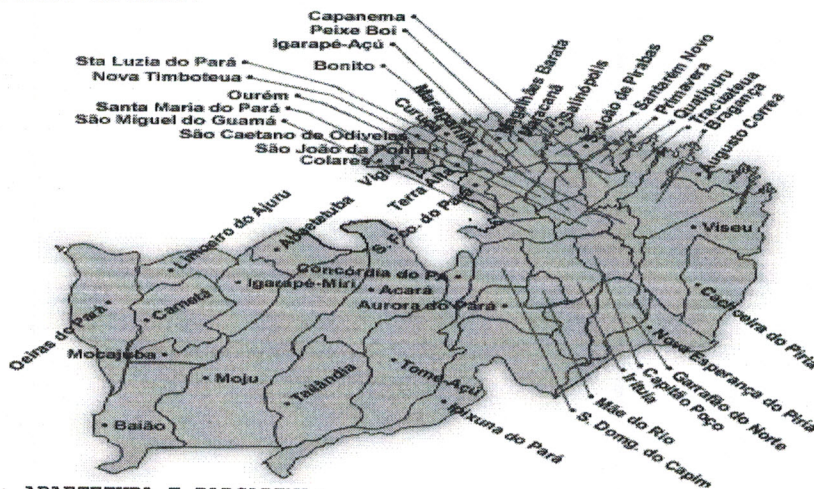 Capanema
Peixe Boi
Igarapé-Açú
Sta Luzia do Pará
Bonito
Nova Timboteua
Ourém
Santa Maria do Pará
São Miguel do Guamá
São Caetano de Odivelas
São João da Ponta
Colares
Vigia
Terra Alta
S. Fco. do Pará
Curuçá
Marapanim
Magalhães Barata
Maracanã
Salinópolis
São João de Pirabas
Santarém Novo
Primavera
Quatipuru
Tracuateua
Bragança
Augusto Correa
Viseu
Cachoeira do Piriá
Nova Esperança do Piriá
Garrafão do Norte
Capitão Poço
Irituia
Mãe do Rio
S. Domg. do Capim
Ipixuna do Pará
Limoeiro do Ajuru
Abaetetuba
Concórdia do PA
Igarapé-Miri
Acará
Aurora do Pará
Cametá
Oeiras do Pará
Mocajuba
Moju
Tailândia
Tomé-Açú
Baião